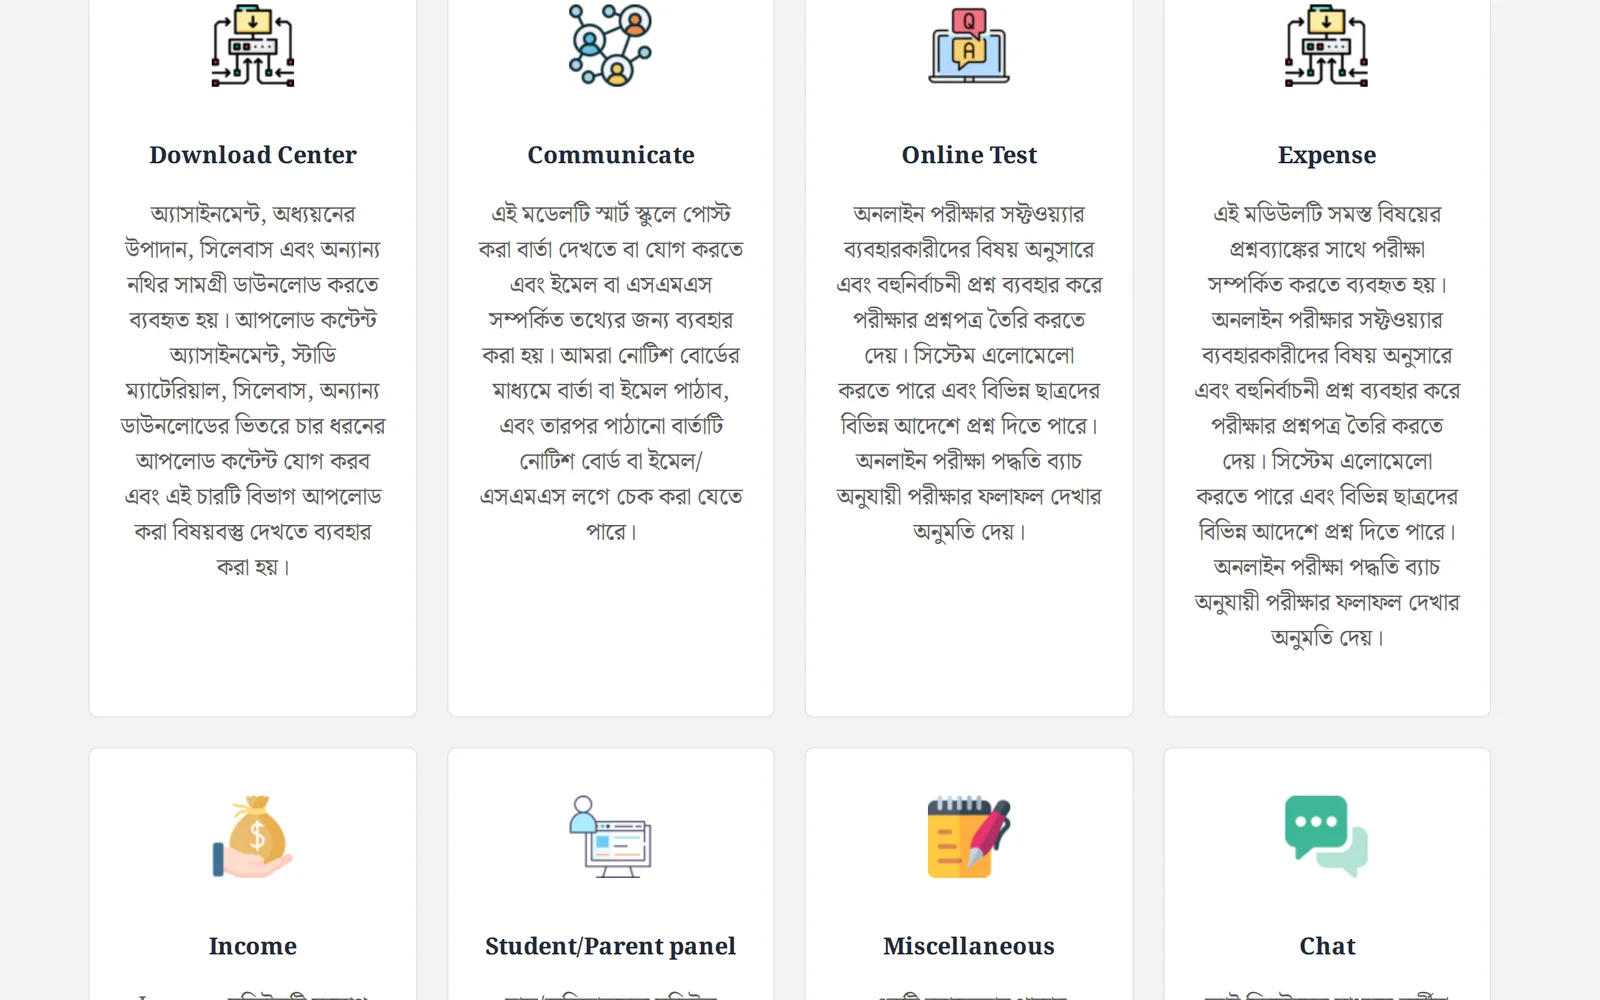 Download Center
অ্যাসাইনমেন্ট, অধ্যয়নের
উপাদান, সিলেবাস এবং অন্যান্য
নথির সামগ্রী ডাউনলোড করতে
ব্যবহৃত হয়। আপলোড কন্টেন্ট
অ্যাসাইনমেন্ট, স্টাডি
ম্যাটেরিয়াল, সিলেবাস, অন্যান্য
ডাউনলোডের ভিতরে চার ধরনের
আপলোড কন্টেন্ট যোগ করব
এবং এই চারটি বিভাগ আপলোড
করা বিষয়বস্তু দেখতে ব্যবহার
করা হয়।
Communicate
এই মডেলটি স্মার্ট স্কুলে পোস্ট
করা বার্তা দেখতে বা যোগ করতে
এবং ইমেল বা এসএমএস
সম্পর্কিত তথ্যের জন্য ব্যবহার
করা হয়। আমরা নোটিশ বোর্ডের
মাধ্যমে বার্তা বা ইমেল পাঠাব,
এবং তারপর পাঠানো বার্তাটি
নোটিশ বোর্ড বা ইমেল/
এসএমএস লগে চেক করা যেতে
পারে।
Q
A
Online Test
অনলাইন পরীক্ষার সফ্টওয়্যার
ব্যবহারকারীদের বিষয় অনুসারে
এবং বহুনির্বাচনী প্রশ্ন ব্যবহার করে
পরীক্ষার প্রশ্নপত্র তৈরি করতে
দেয়। সিস্টেম এলোমেলো
করতে পারে এবং বিভিন্ন ছাত্রদের
বিভিন্ন আদেশে প্রশ্ন দিতে পারে।
অনলাইন পরীক্ষা পদ্ধতি ব্যাচ
অনুযায়ী পরীক্ষার ফলাফল দেখার
অনুমতি দেয়।
Expense
এই মডিউলটি সমস্ত বিষয়ের
প্রশ্নব্যাঙ্কের সাথে পরীক্ষা
সম্পর্কিত করতে ব্যবহৃত হয়।
অনলাইন পরীক্ষার সফ্টওয়্যার
ব্যবহারকারীদের বিষয় অনুসারে
এবং বহুনির্বাচনী প্রশ্ন ব্যবহার করে
পরীক্ষার প্রশ্নপত্র তৈরি করতে
দেয়। সিস্টেম এলোমেলো
করতে পারে এবং বিভিন্ন ছাত্রদের
বিভিন্ন আদেশে প্রশ্ন দিতে পারে।
অনলাইন পরীক্ষা পদ্ধতি ব্যাচ
অনুযায়ী পরীক্ষার ফলাফল দেখার
অনুমতি দেয়।
$
Income
Student/Parent panel
Miscellaneous
Chat